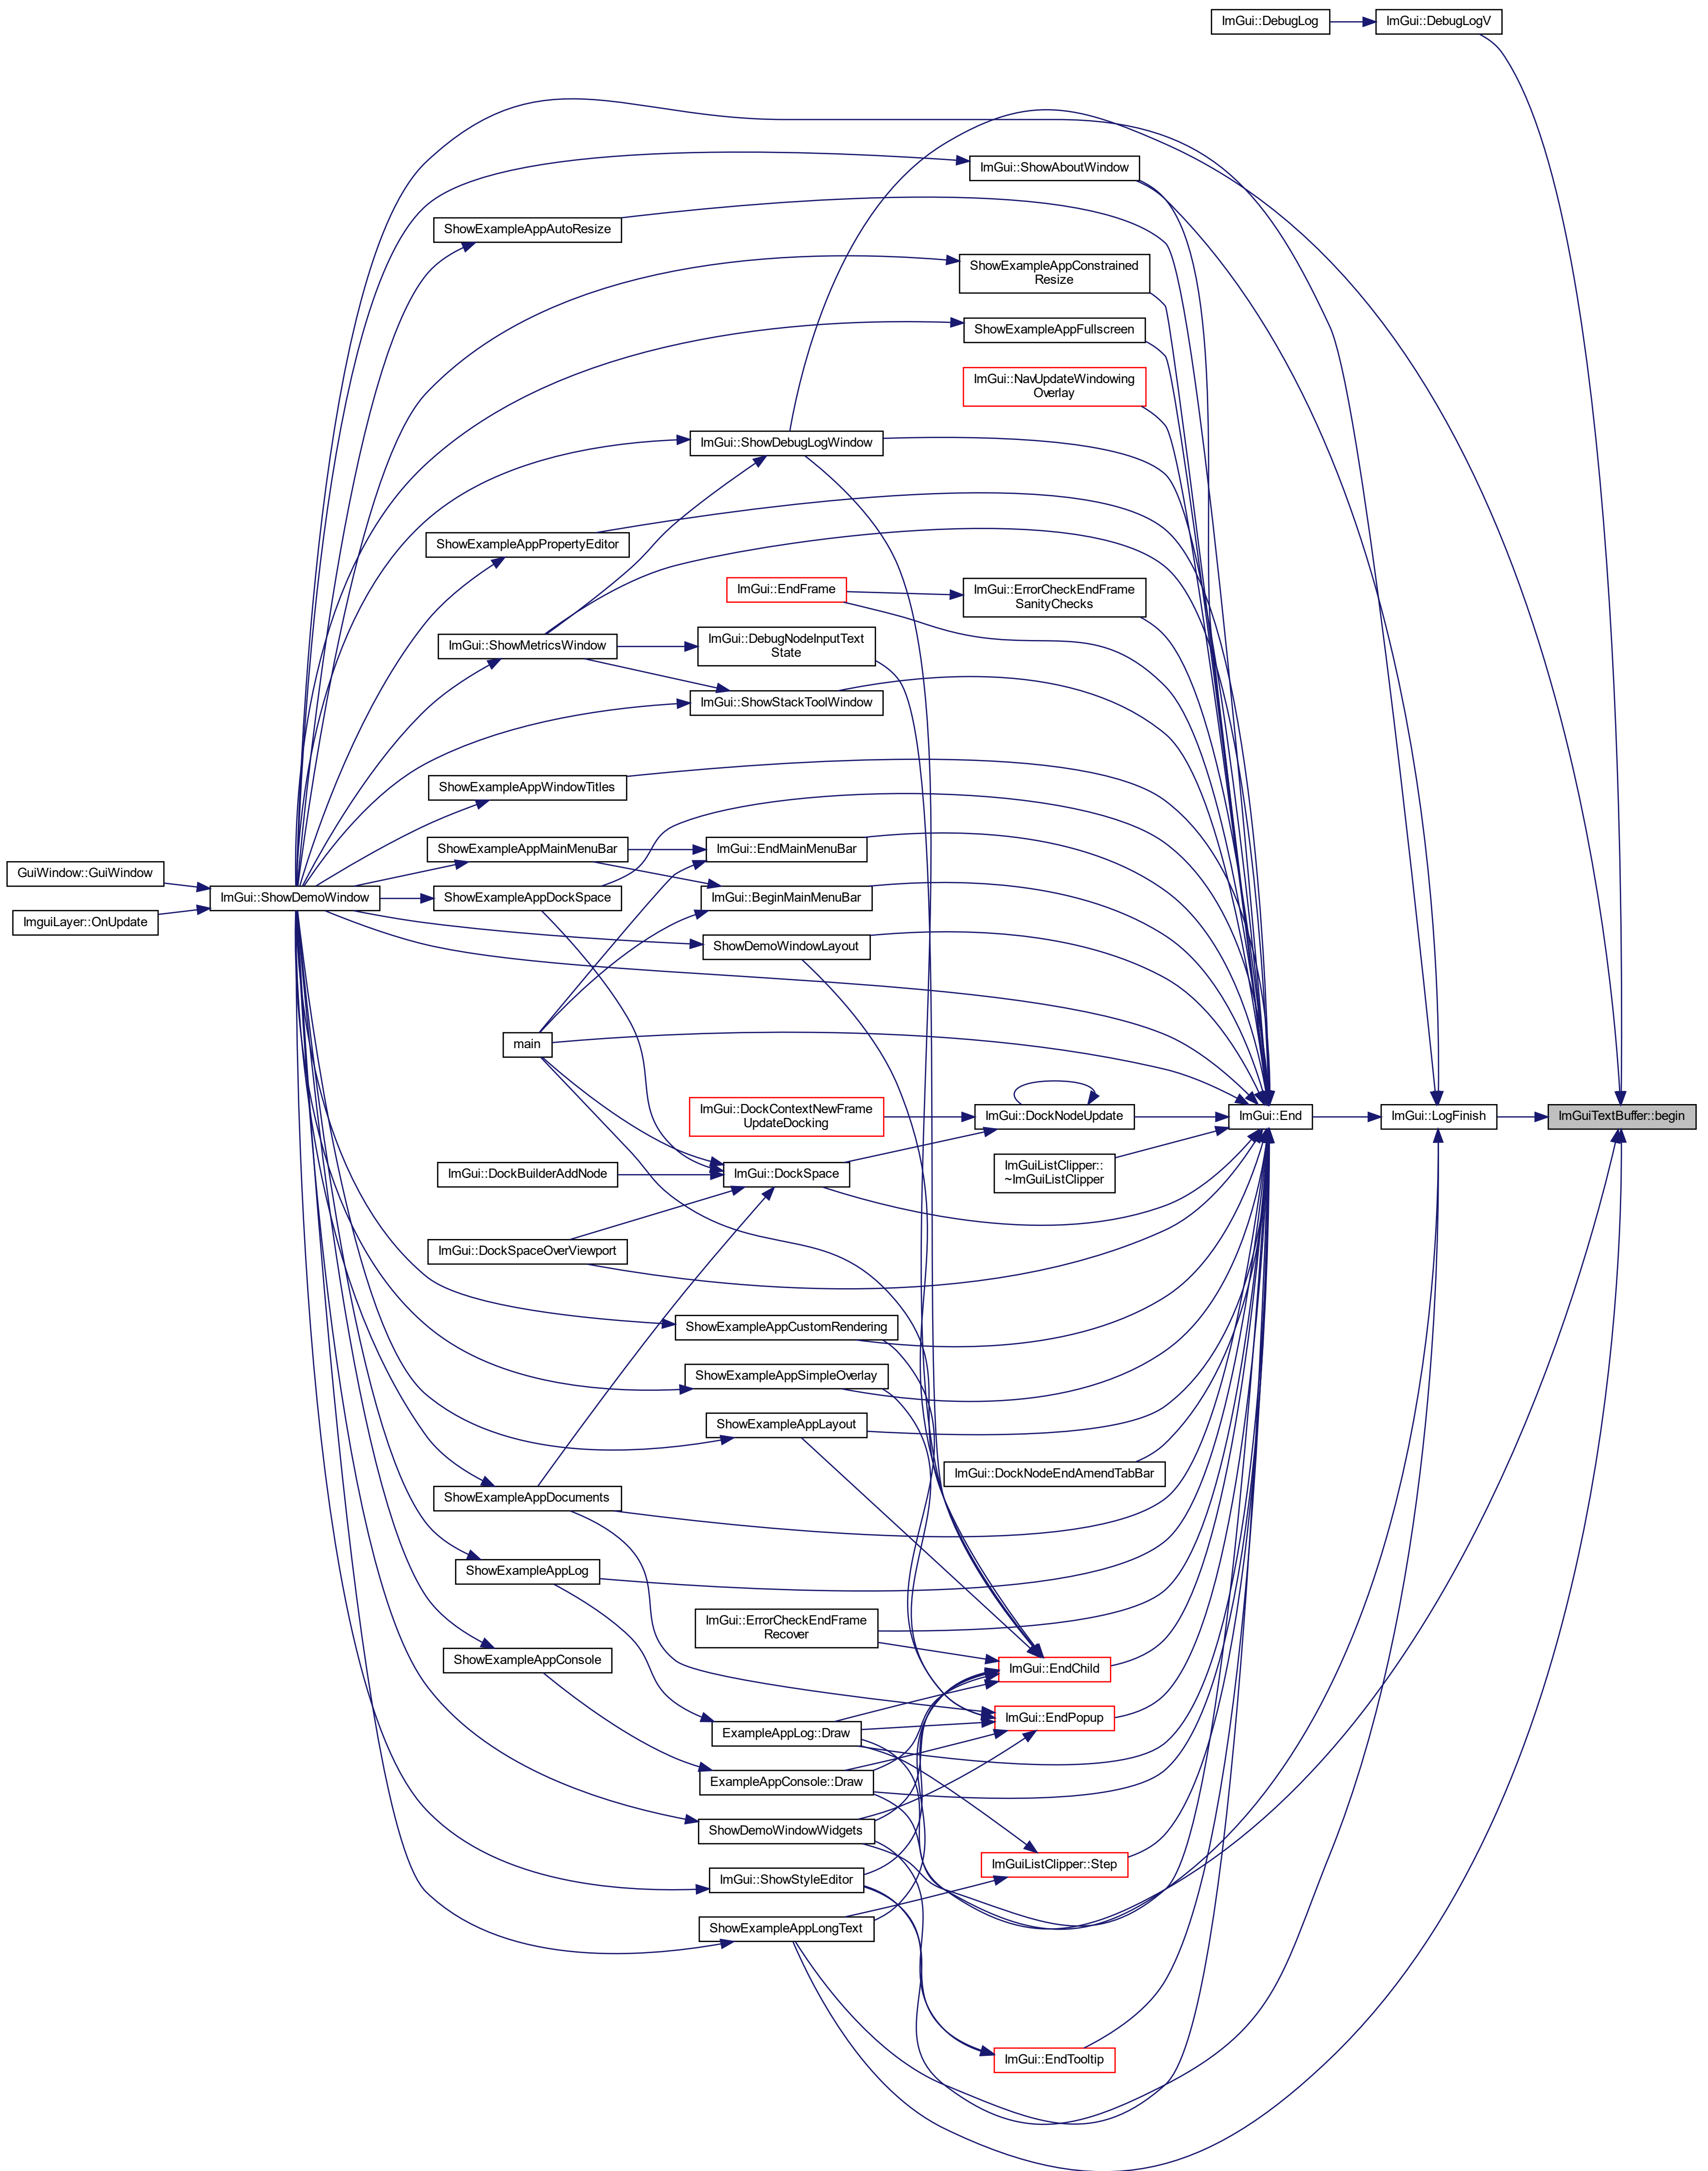 ImGui::DebugLog
ImGui::DebugLogV
ImGui::ShowAboutWindow
ShowExampleAppAutoResize
ShowExampleAppConstrained
Resize
ShowExampleAppFullscreen
ImGui::NavUpdateWindowing
Overlay
ImGui::ShowDebugLogWindow
ShowExampleAppPropertyEditor
ImGui::EndFrame
ImGui::ErrorCheckEndFrame
SanityChecks
ImGui::ShowMetricsWindow
ImGui::DebugNodeInputText
State
ImGui::ShowStackToolWindow
ShowExampleAppWindowTitles
ShowExampleAppMainMenuBar
ImGui::EndMainMenuBar
GuiWindow::GuiWindow
ImGui::ShowDemoWindow
ShowExampleAppDockSpace
ImGui::BeginMainMenuBar
ImguiLayer::OnUpdate
ShowDemoWindowLayout
main
ImGui::DockContextNewFrame
UpdateDocking
ImGui::DockNodeUpdate
ImGui::End
ImGui::LogFinish
ImGuiTextBuffer::begin
ImGui::DockBuilderAddNode
ImGui::DockSpace
ImGuiListClipper::
~ImGuiListClipper
ImGui::DockSpaceOverViewport
ShowExampleAppCustomRendering
ShowExampleAppSimpleOverlay
ShowExampleAppLayout
ImGui::DockNodeEndAmendTabBar
ShowExampleAppDocuments
ShowExampleAppLog
ImGui::ErrorCheckEndFrame
Recover
ShowExampleAppConsole
ImGui::EndChild
ImGui::EndPopup
ExampleAppLog::Draw
ExampleAppConsole::Draw
ShowDemoWindowWidgets
ImGuiListClipper::Step
ImGui::ShowStyleEditor
ShowExampleAppLongText
ImGui::EndTooltip